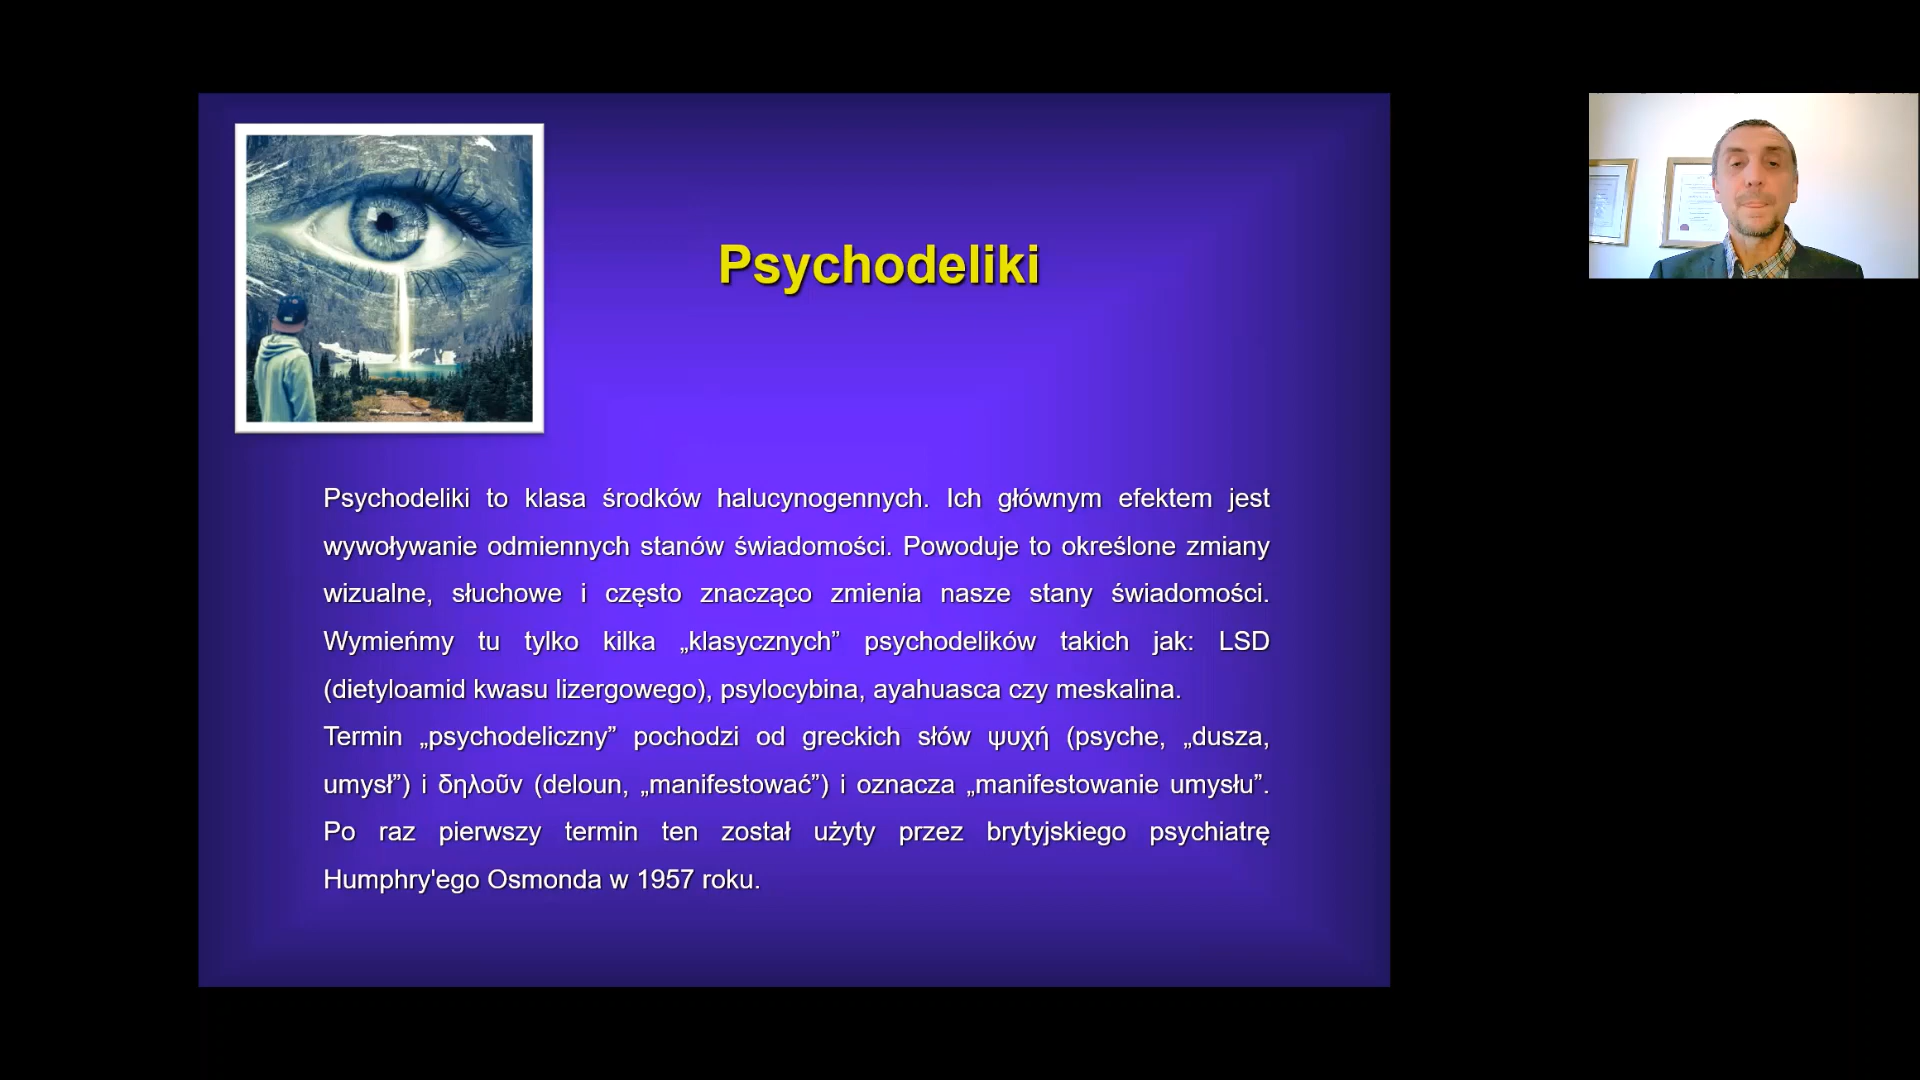 Psychodeliki
Psychodeliki to klasa środków halucynogennych. Ich głównym efektem jest
wywoływanie odmiennych stanów świadomości. Powoduje to określone zmiany
wizualne, słuchowe i często znacząco zmienia nasze stany świadomości.
Wymieńmy tu tylko kilka „klasycznych” psychodelików takich jak: LSD
(dietyloamid kwasu lizergowego), psylocybina, ayahuasca czy meskalina.
Termin „psychodeliczny” pochodzi od greckich słów ψυχή (psyche, „dusza,
umysł”) i δηλοῦν (deloun, „manifestować”) i oznacza „manifestowanie umysłu”.
Po raz pierwszy termin ten został użyty przez brytyjskiego psychiatrę
Humphry'ego Osmonda w 1957 roku.